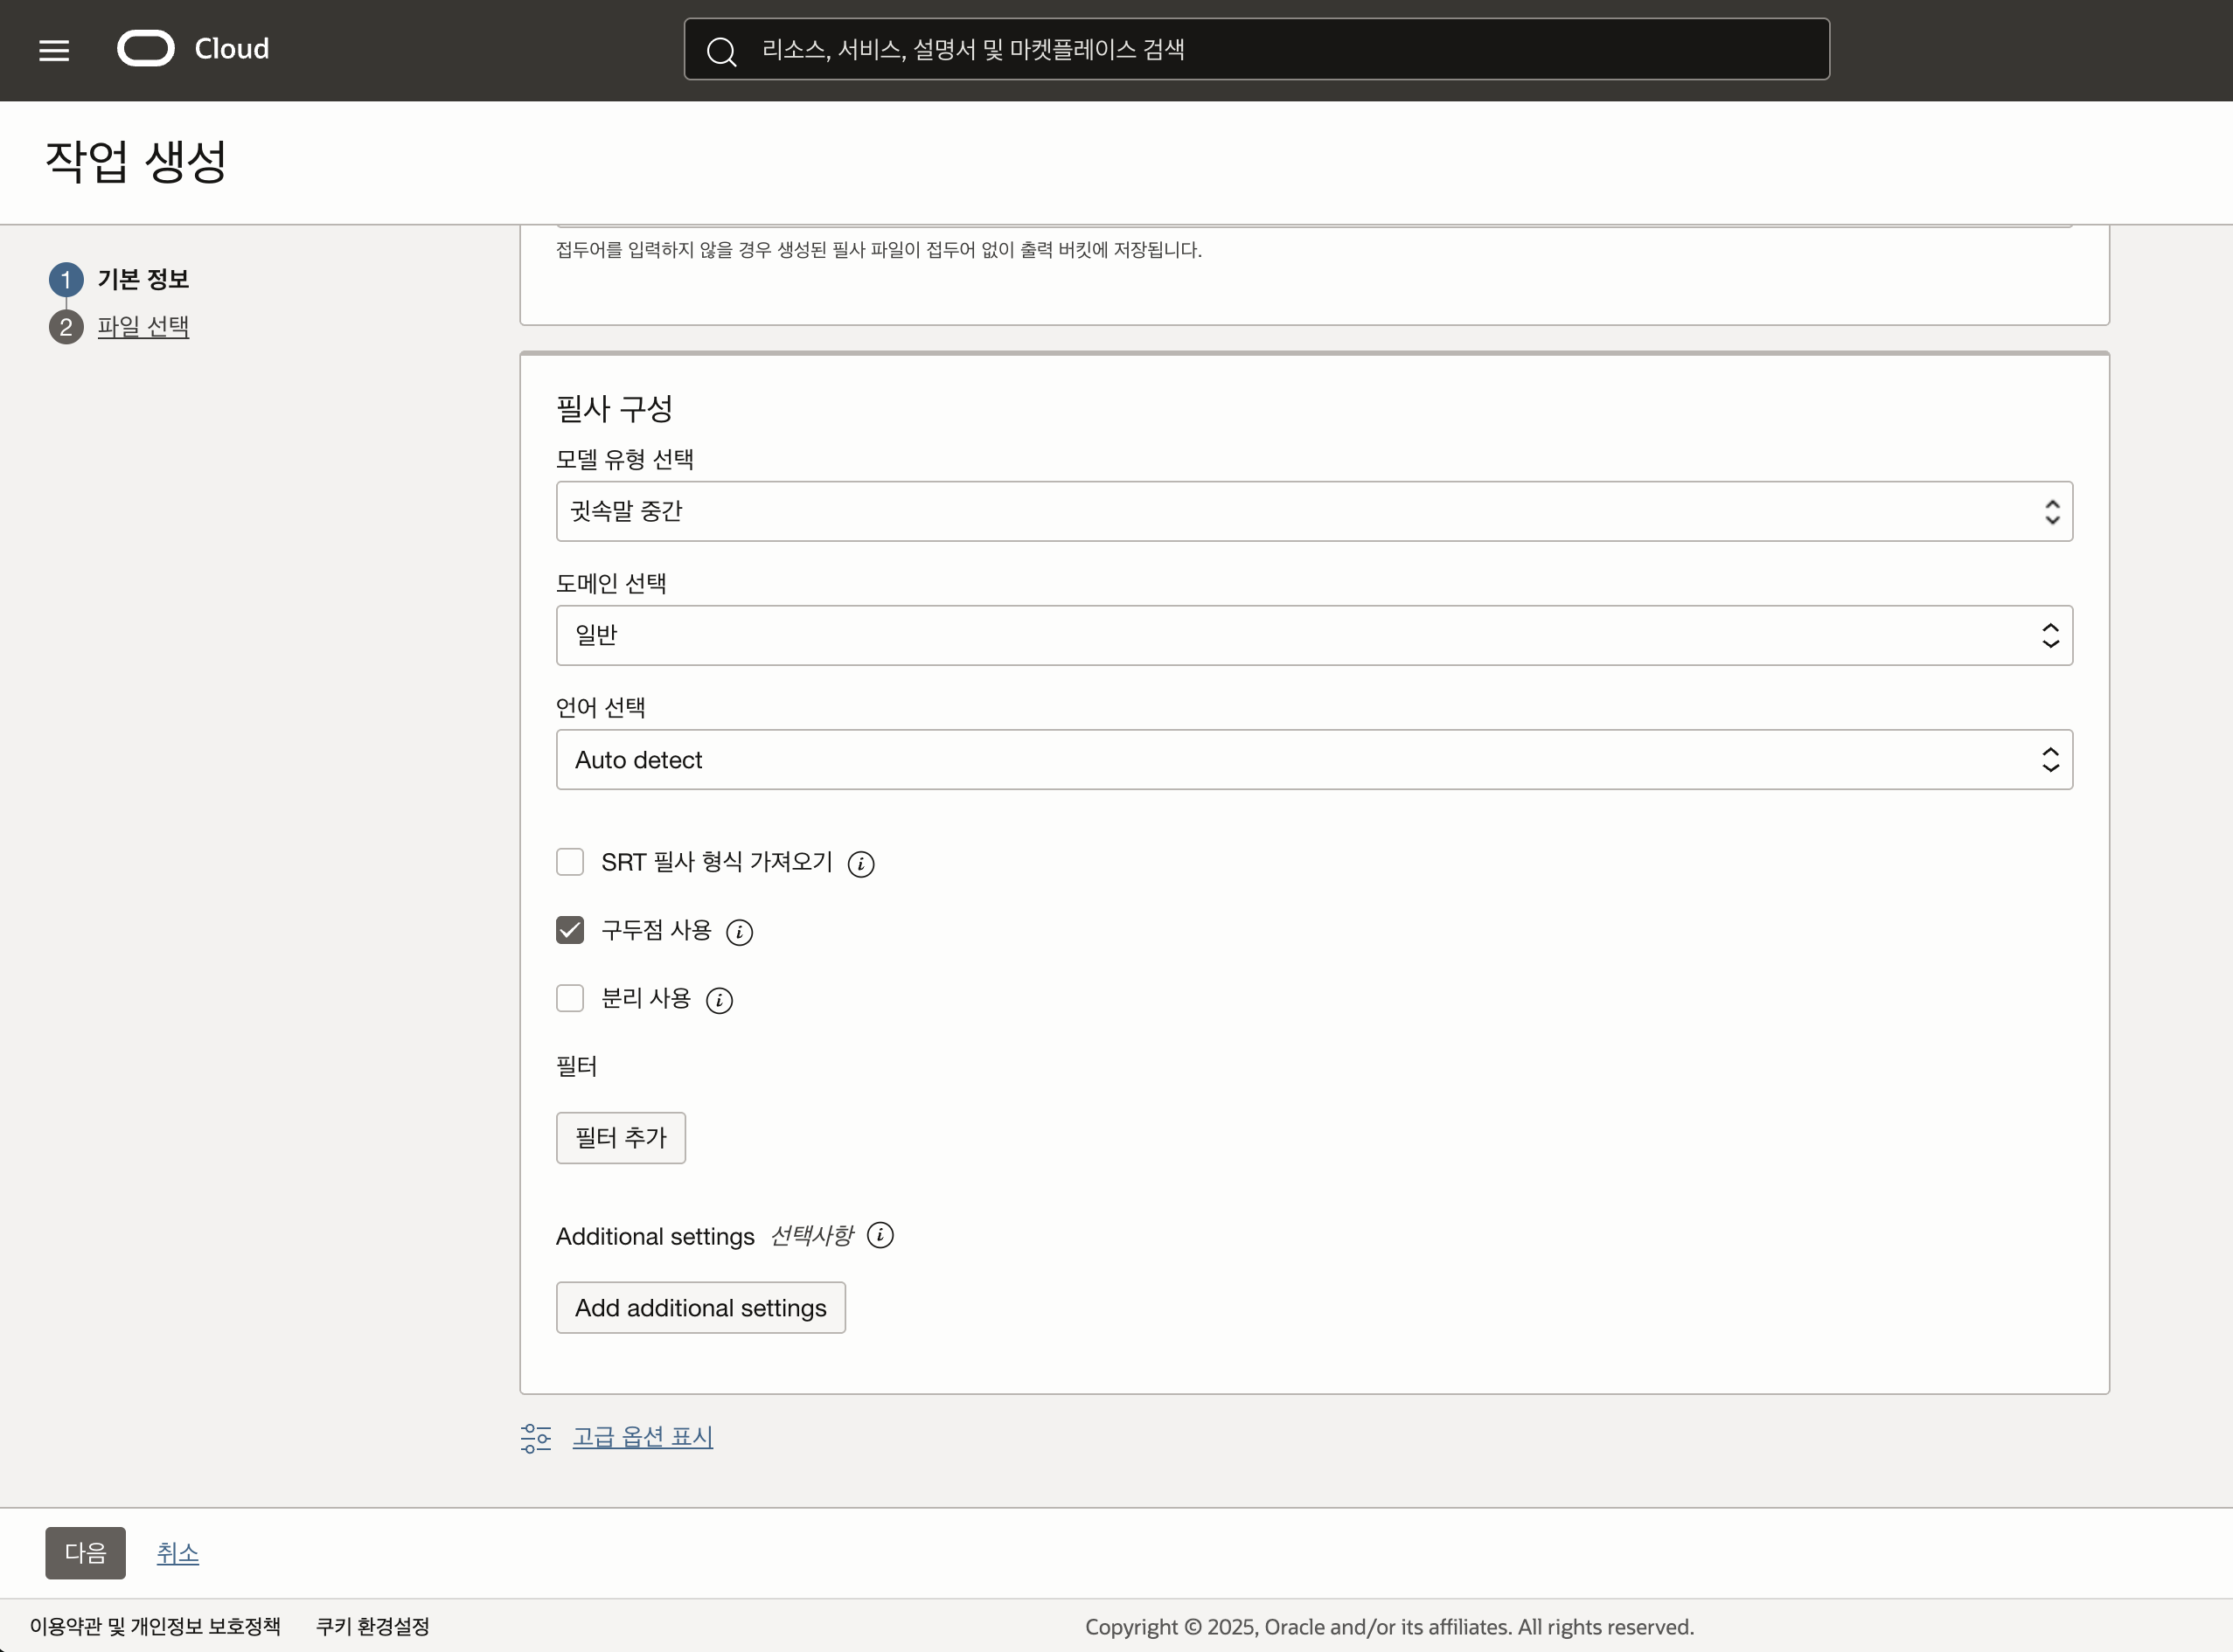 Cloud
리소스, 서비스, 설명서 및 마켓플레이스 검색
작업 생성
1 기본 정보
2 파일 선택
접두어를 입력하지 않을 경우 생성된 필사 파일이 접두어 없이 출력 버킷에 저장됩니다.
필사 구성
모델 유형 선택
귓속말 중간
도메인 선택
일반
언어 선택
Auto detect
SRT 필사 형식 가져오기
구두점 사용
분리 사용
필터
필터 추가
Additional settings 선택사항
Add additional settings
고급 옵션 표시
다음 취소
이용약관 및 개인정보 보호정책 쿠키 환경설정 Copyright © 2025, Oracle and/or its affiliates. All rights reserved.